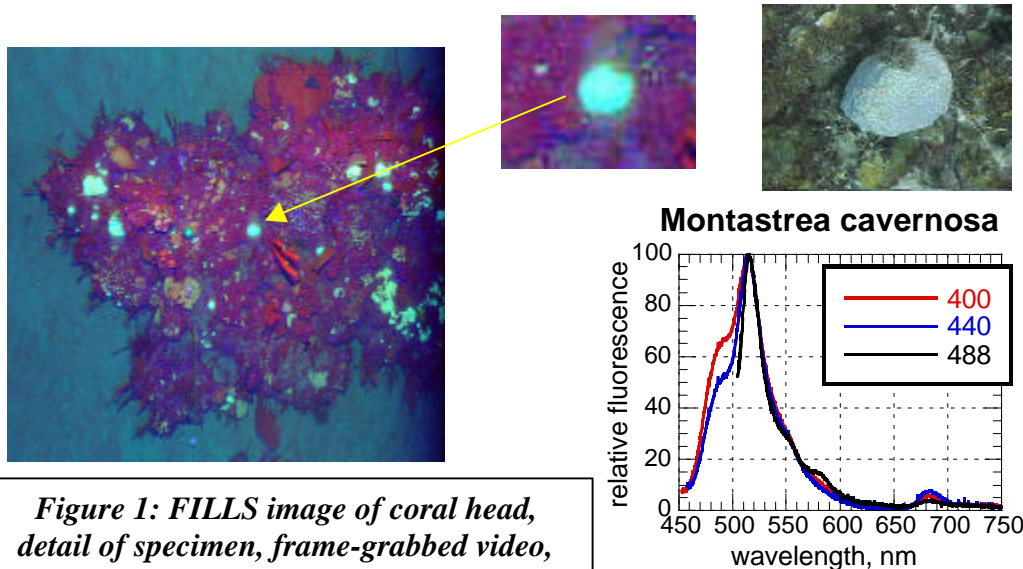 Montastrea cavernosa
relative fluorescence
100
80
60
40
20
0
400
440
488
450 500 550 600 650 700 750
wavelength, nm
Figure 1: FILLS image of coral head,
detail of specimen, frame-grabbed video,